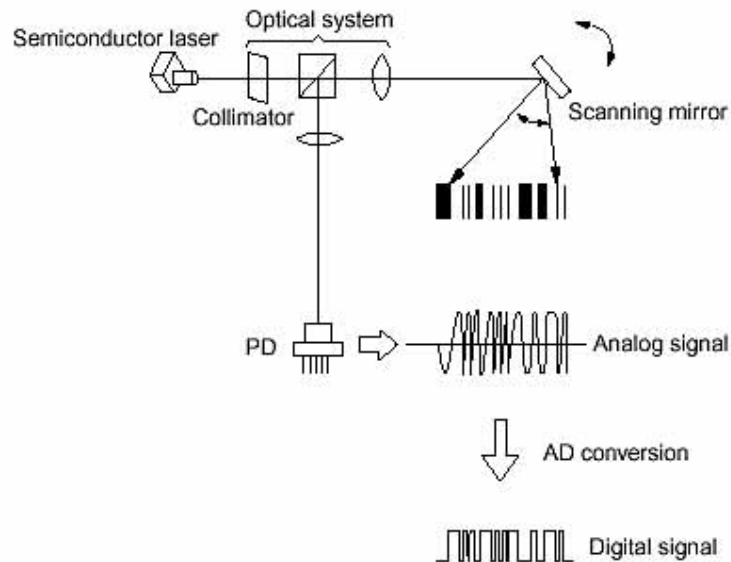 Optical system
Semiconductor laser
Collimator
Scanning mirror
PD
Analog signal
AD conversion
Digital signal